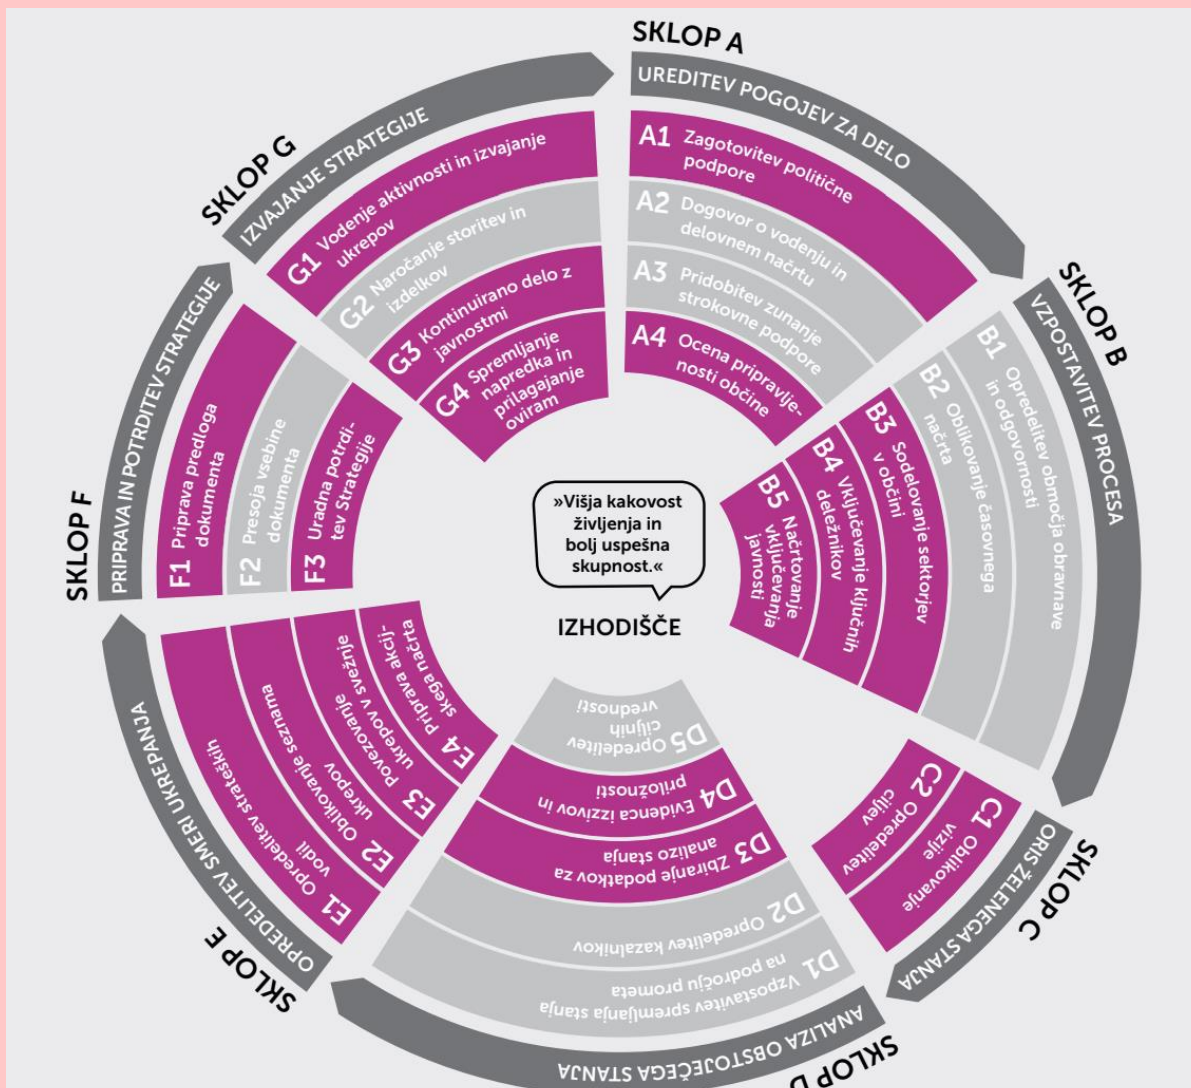 SKLOP A
UREDITEV POGOJEV ZA DELO
A1 Zagotovitev politične
podpore
A2 Dogovor o vodenju in
delovnem načrtu
A3 Pridobitev zunanje
strokovne podpore
A4 Ocena pripravlje-
nosti občine
SKLOP B
VZPOSTAVITEV PROCESA
B1 Opredelitev območja obravnave
in odgovornosti
B2 Oblikovanje časovnega
načrta
B3 Sodelovanje sektorjev
v občini
B4 Vključevanje ključnih
deležnikov
B5 Načrtovanje
vključevanja
javnosti
SKLOP C
ORIS ŽELENEGA STANJA
C1 Oblikovanje
vizije
C2 Opredelitev
ciljev
SKLOP D
ANALIZA OBSTOJEČEGA STANJA
D1 Vzpostavitev spremljanja stanja
na področju prometa
D2 Opredelitev kazalnikov
D3 Zbiranje podatkov za
analizo stanja
D4 Evidenca izzivov in
priložnosti
D5 Opredelitev
ciljnih
vrednosti
SKLOP E
OPREDELITEV SMERI UKREPANJA
E1 Opredelitev strateških
vodil
E2 Oblikovanje seznama
ukrepov
E3 Povezovanje
ukrepov v svežnje
E4 Priprava akcij-
skega načrta
SKLOP F
PRIPRAVA IN POTRDITEV STRATEGIJE
F1 Priprava predloga
dokumenta
F2 Presoja vsebine
dokumenta
F3 Uradna potrdi-
tev Strategije
SKLOP G
IZVAJANJE STRATEGIJE
G1 Vodenje aktivnosti in izvajanje
ukrepov
G2 Naročanje storitev in
izdelkov
G3 Kontinuirano delo z
javnostmi
G4 Spremljanje
napredka in
prilagajanje
oviram
»Višja kakovost
življenja in
bolj uspešna
skupnost.«
IZHODIŠČE